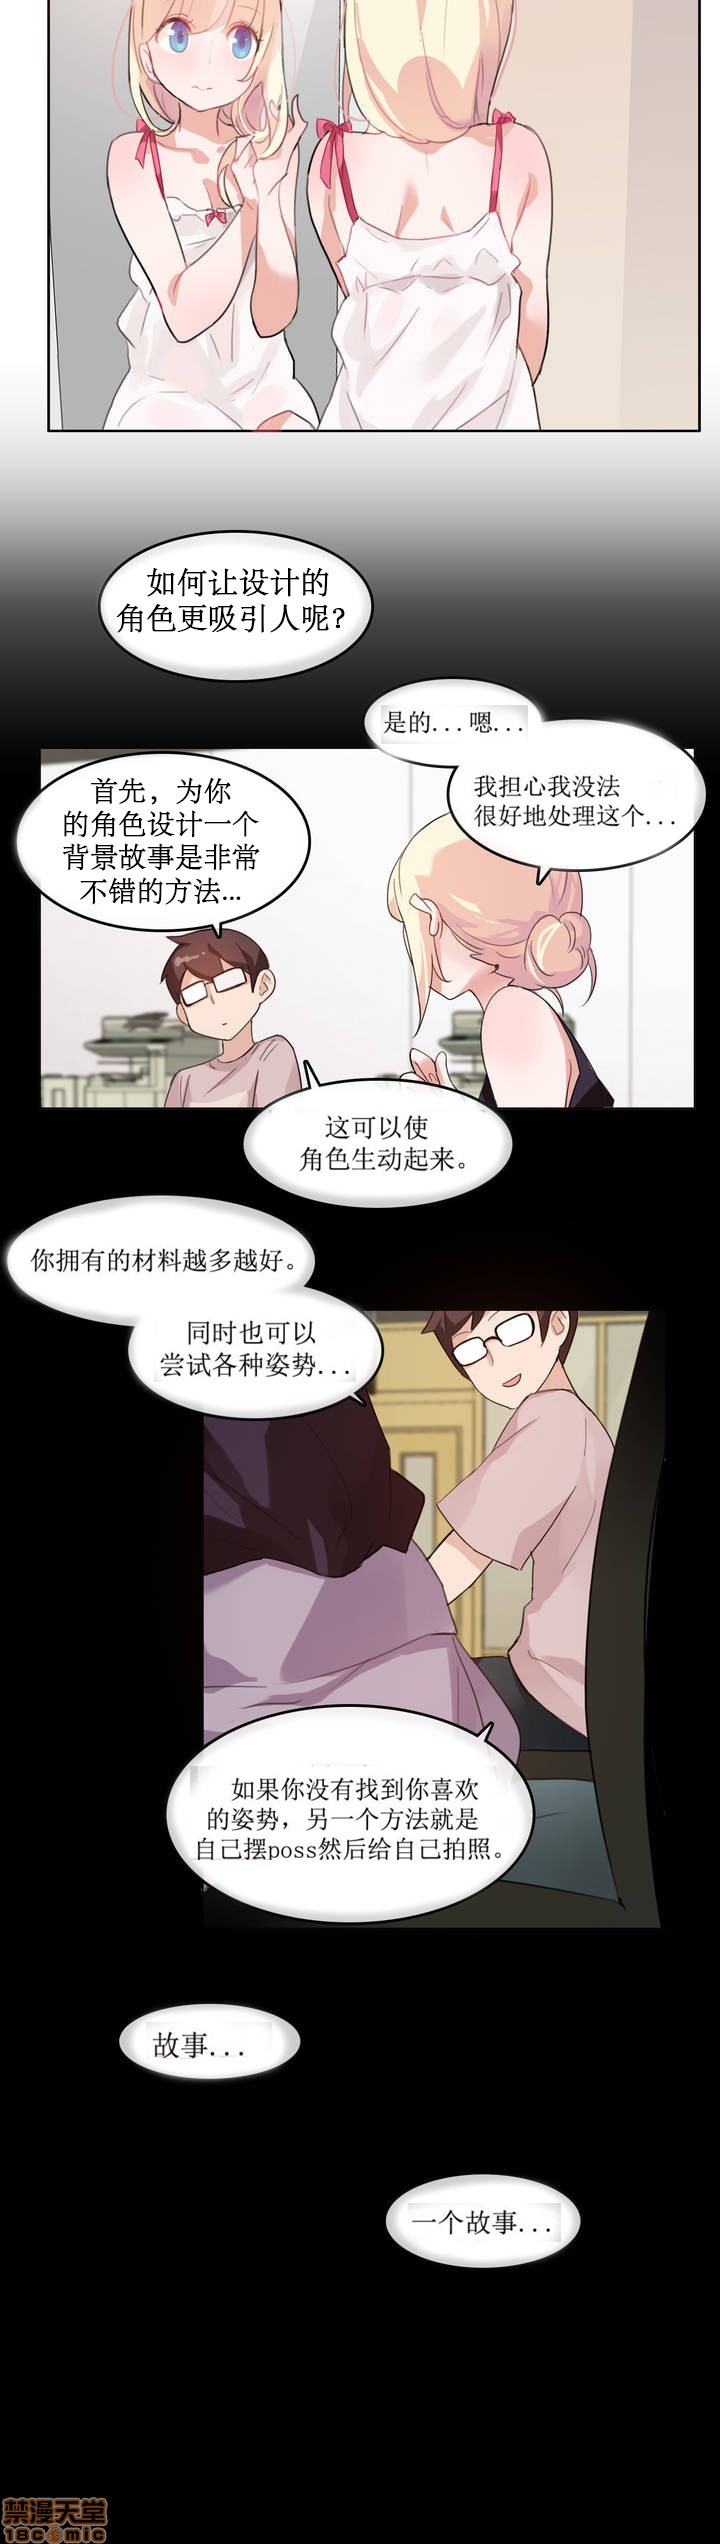 如何让设计的
角色更吸引人呢?
是的...嗯...
我担心我没法
很好地处理这个...
首先，为你
的角色设计一个
背景故事是非常
不错的方法...
这可以使
角色生动起来。
你拥有的材料越多越好。
同时也可以
尝试各种姿势...
如果你没有找到你喜欢
的姿势，另一个方法就是
自己摆poss然后给自己拍照。
故事...
一个故事...
禁漫天堂
18comic